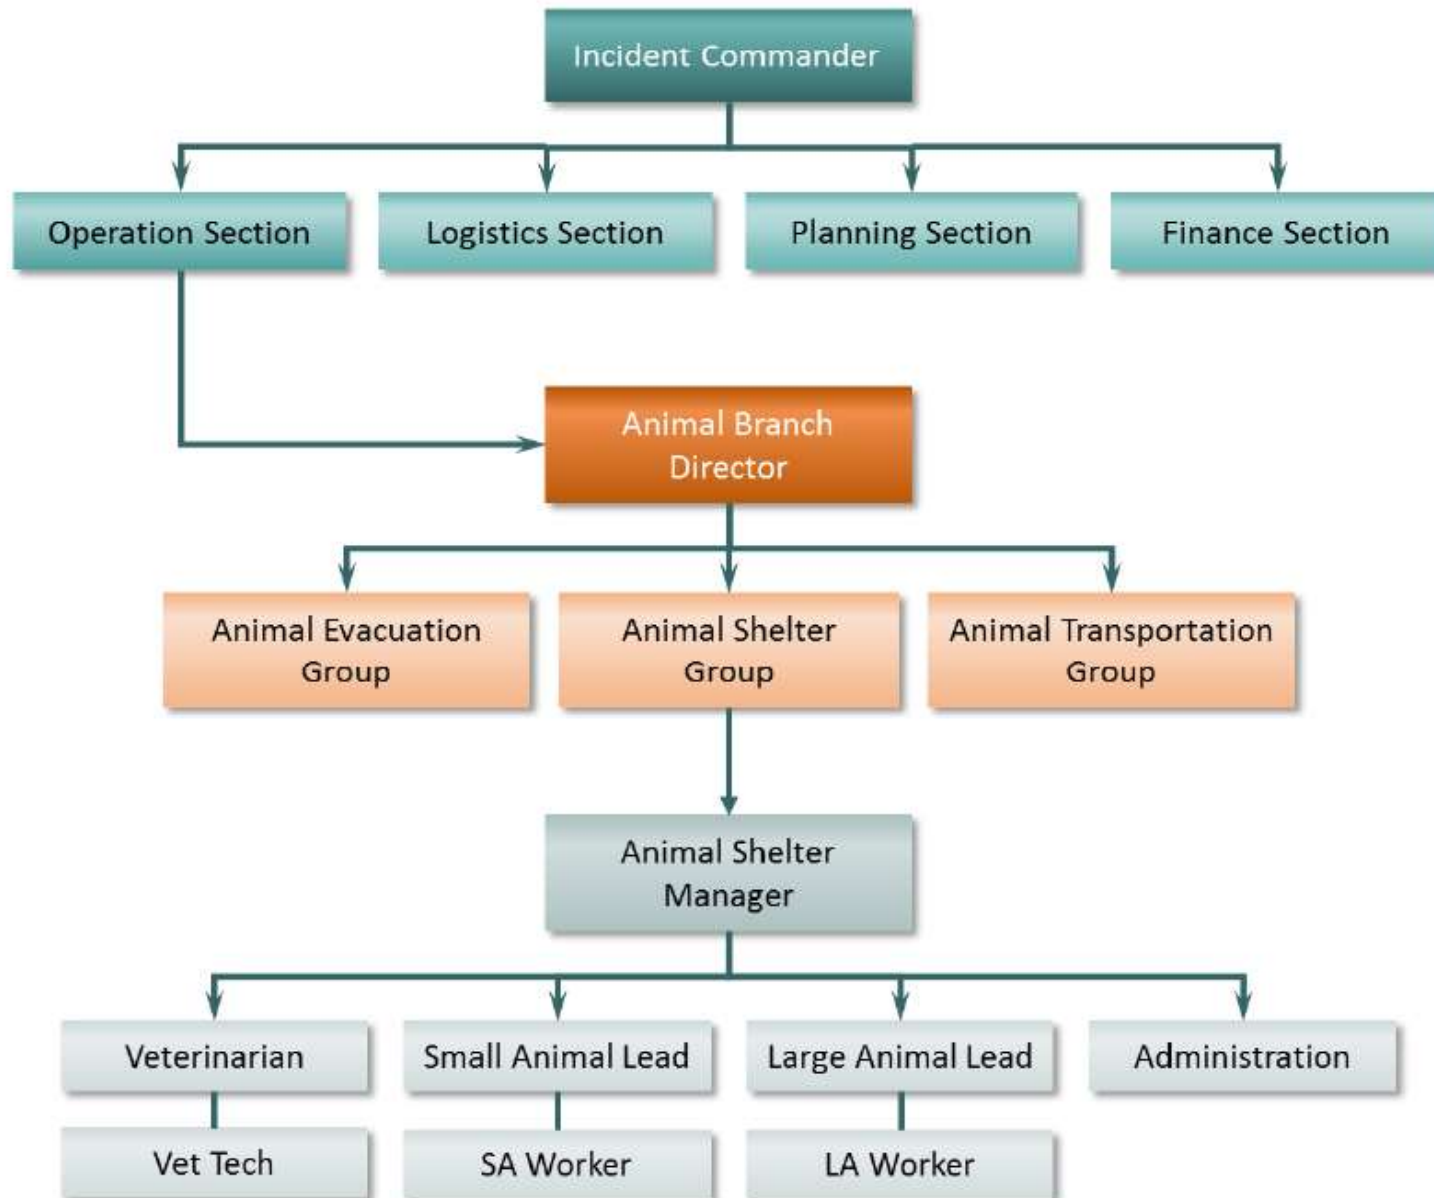 Incident Commander
Operation Section
Logistics Section
Planning Section
Finance Section
Animal Branch
Director
Animal Evacuation
Group
Animal Shelter
Group
Animal Transportation
Group
Animal Shelter
Manager
Veterinarian
Small Animal Lead
Large Animal Lead
Administration
Vet Tech
SA Worker
LA Worker